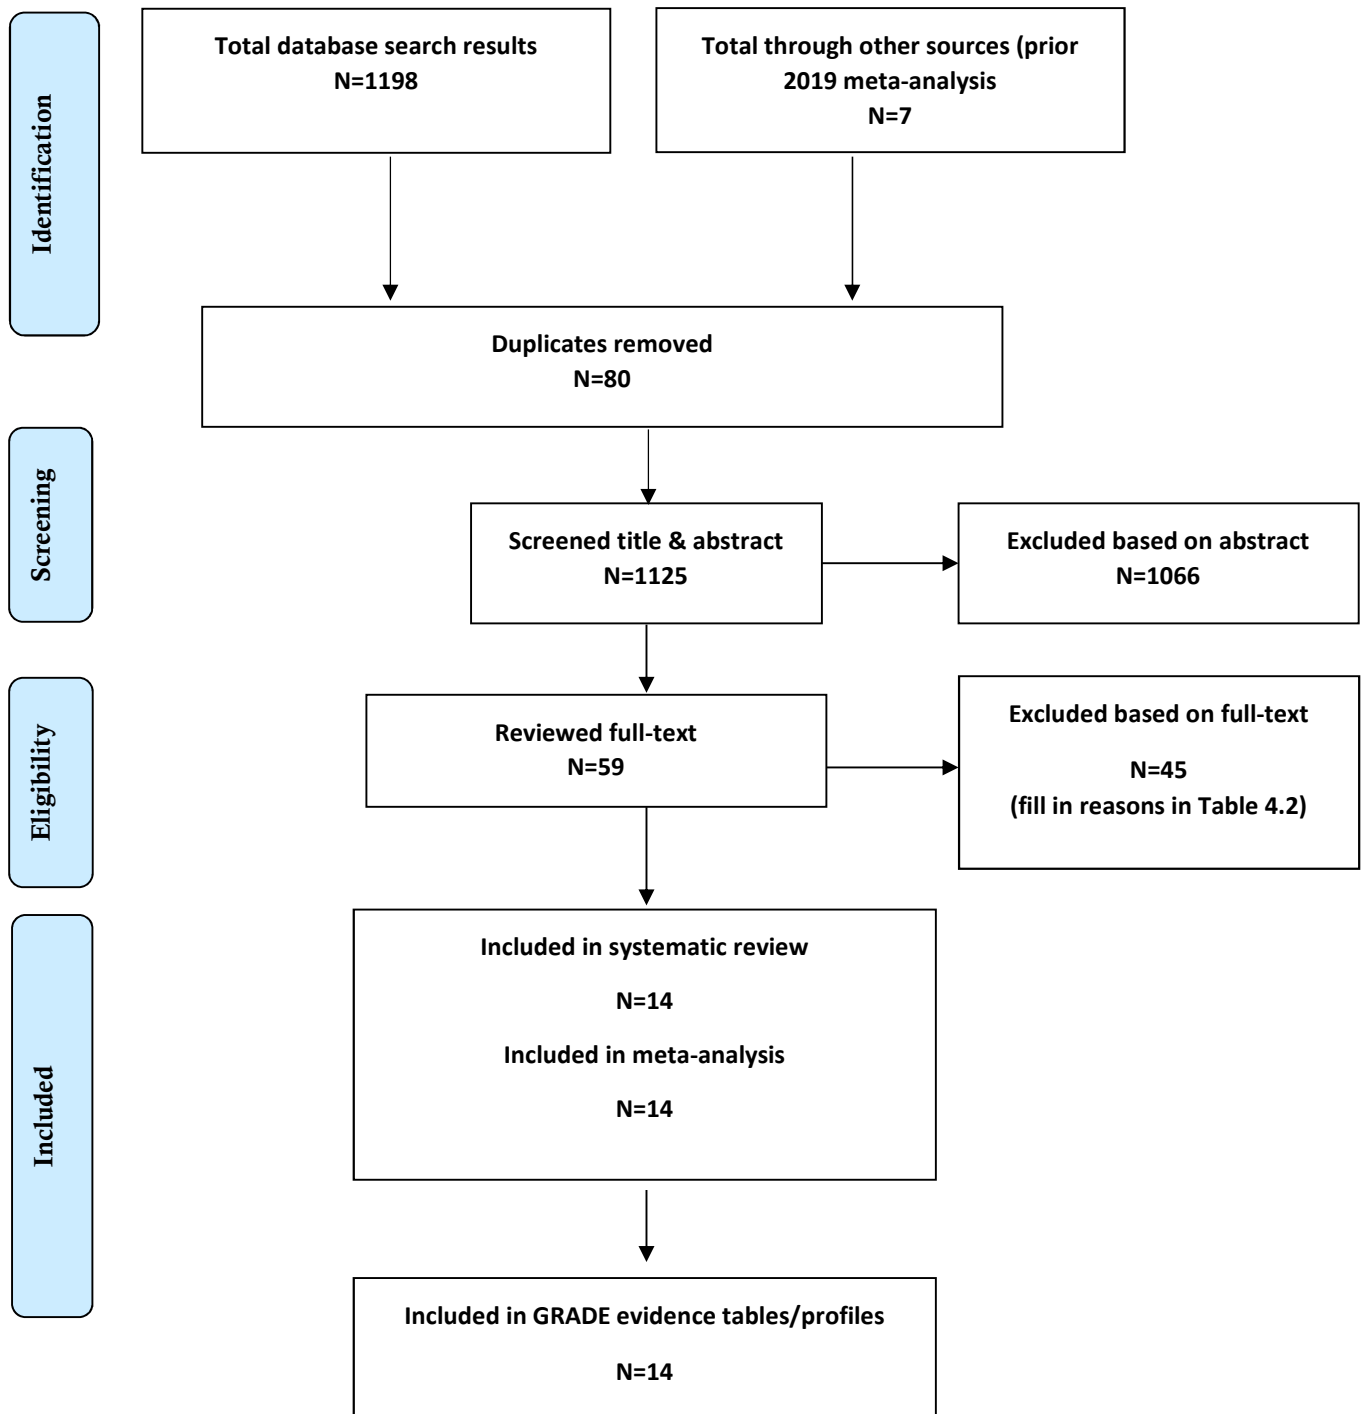 Identification
Total database search results
N=1198
Total through other sources (prior
2019 meta-analysis
N=7
Duplicates removed
N=80
Screening
Screened title & abstract
N=1125
Excluded based on abstract
N=1066
Eligibility
Reviewed full-text
N=59
Excluded based on full-text
N=45
(fill in reasons in Table 4.2)
Included
Included in systematic review
N=14
Included in meta-analysis
N=14
Included in GRADE evidence tables/profiles
N=14